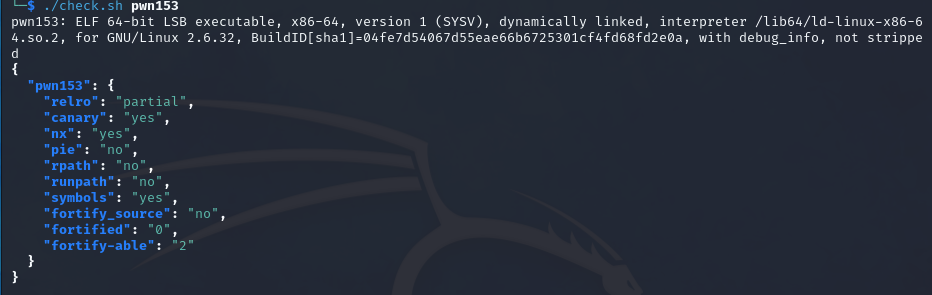 └─$ ./check.sh pwn153
pwn153: ELF 64-bit LSB executable, x86-64, version 1 (SYSV), dynamically linked, interpreter /lib64/ld-linux-x86-6
4.so.2, for GNU/Linux 2.6.32, BuildID[sha1]=04fe7d54067d55eae66b6725301cf4fd68fd2e0a, with debug_info, not strippe
d
{
  "pwn153": {
    "relro": "partial",
    "canary": "yes",
    "nx": "yes",
    "pie": "no",
    "rpath": "no",
    "runpath": "no",
    "symbols": "yes",
    "fortify_source": "no",
    "fortified": "0",
    "fortify-able": "2"
  }
}